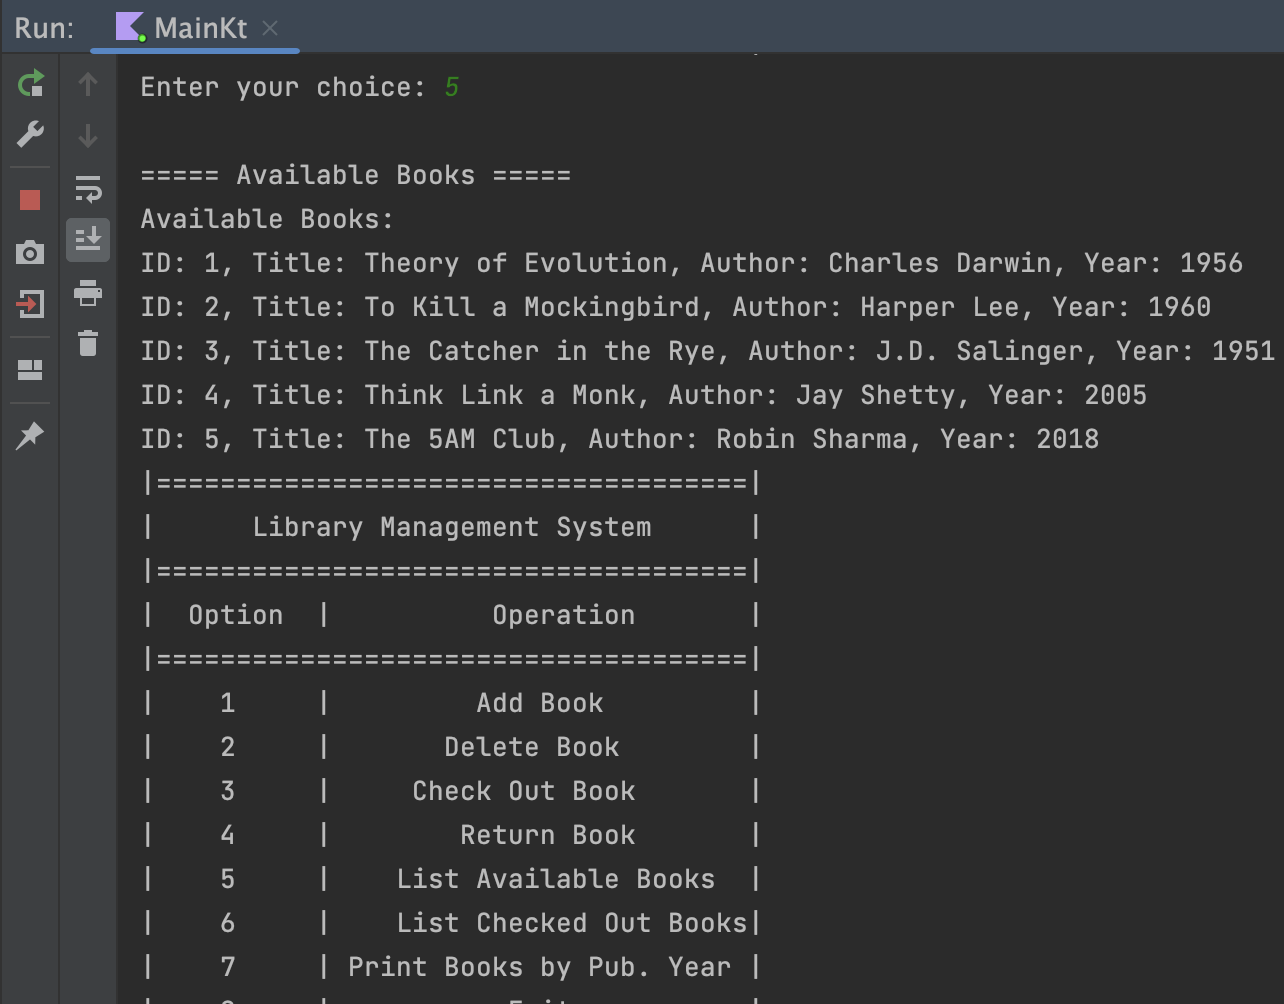 Run: MainKt
Enter your choice: 5
===== Available Books =====
Available Books:
ID: 1, Title: Theory of Evolution, Author: Charles Darwin, Year: 1956
ID: 2, Title: To Kill a Mockingbird, Author: Harper Lee, Year: 1960
ID: 3, Title: The Catcher in the Rye, Author: J.D. Salinger, Year: 1951
ID: 4, Title: Think Link a Monk, Author: Jay Shetty, Year: 2005
ID: 5, Title: The 5AM Club, Author: Robin Sharma, Year: 2018
|=====================================|
|      Library Management System      |
|=====================================|
|  Option  |          Operation       |
|=====================================|
|    1     |         Add Book         |
|    2     |       Delete Book        |
|    3     |     Check Out Book       |
|    4     |        Return Book       |
|    5     |    List Available Books  |
|    6     |    List Checked Out Books|
|    7     | Print Books by Pub. Year |